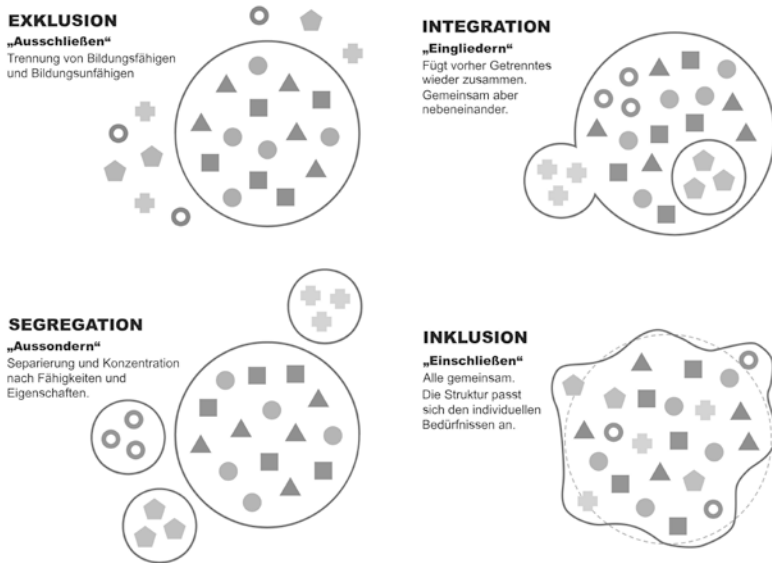 EXKLUSION
„Ausschließen“
Trennung von Bildungsfähigen
und Bildungsunfähigen
INTEGRATION
„Eingliedern“
Fügt vorher Getrenntes
wieder zusammen.
Gemeinsam aber
nebeneinander.
SEGREGATION
„Aussondern“
Separierung und Konzentration
nach Fähigkeiten und
Eigenschaften.
INKLUSION
„Einschließen“
Alle gemeinsam.
Die Struktur passt
sich den individuellen
Bedürfnissen an.